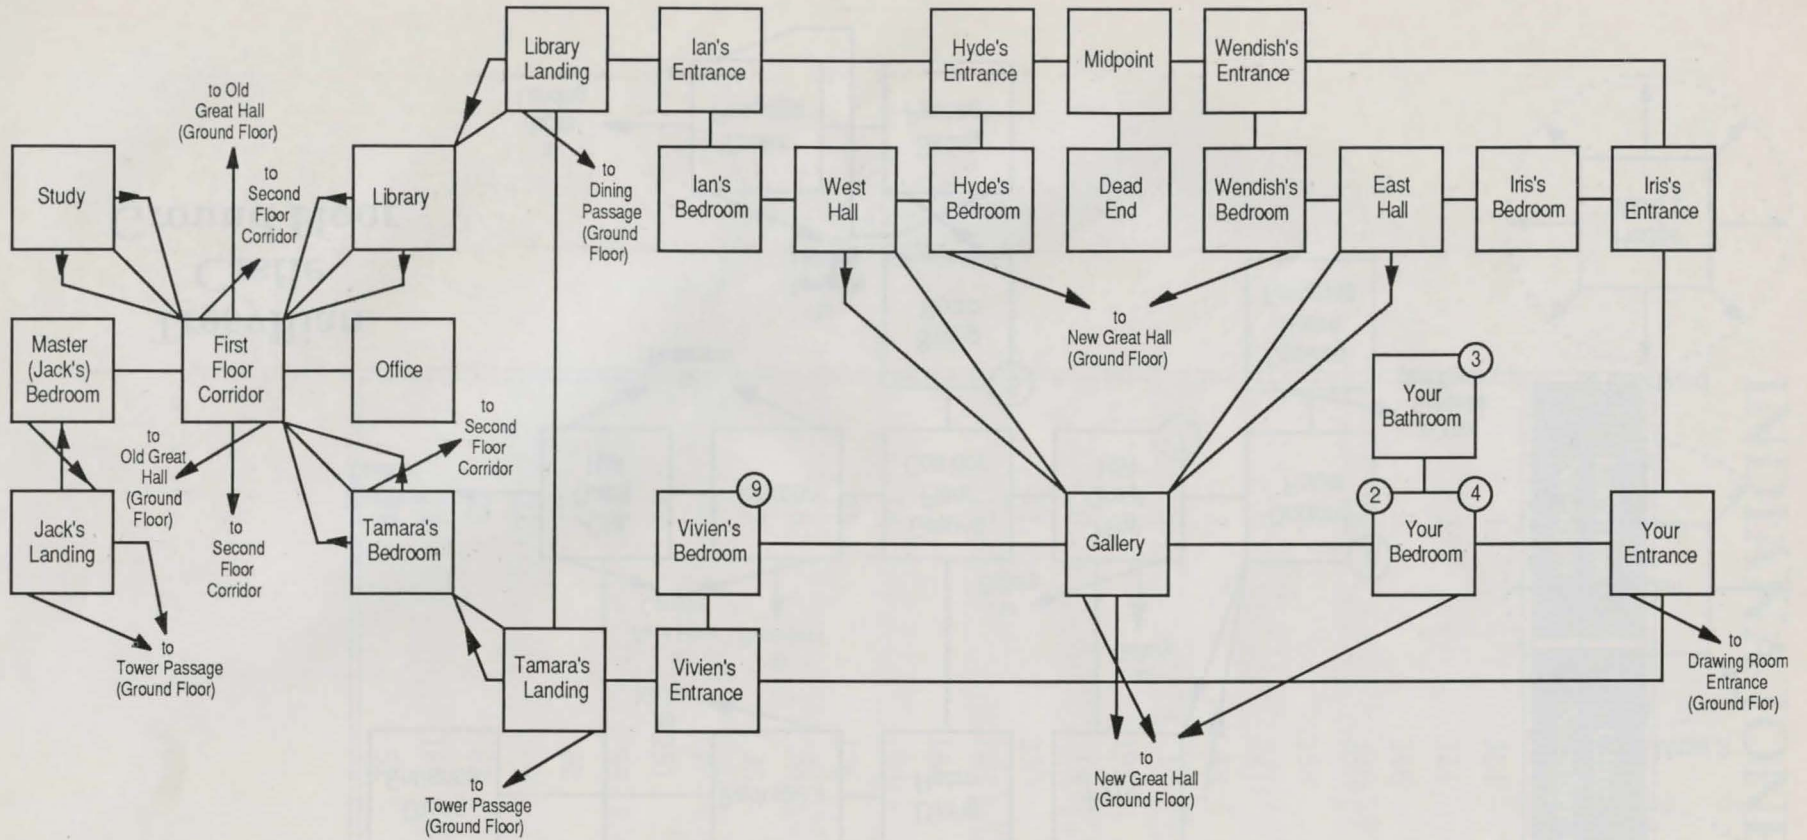 Library
Landing
Ian's
Entrance
Hyde's
Entrance
Midpoint
Wendish's
Entrance
to Old
Great Hall
(Ground Floor)
to
Second
Floor
Corridor
Study
Library
to
Dining
Passage
(Ground
Floor)
Ian's
Bedroom
West
Hall
Hyde's
Bedroom
Dead
End
Wendish's
Bedroom
East
Hall
Iris's
Bedroom
Iris's
Entrance
to
New Great Hall
(Ground Floor)
Master
(Jack's)
Bedroom
First
Floor
Corridor
Office
3
Your
Bathroom
to
Second
Floor
Corridor
to
Old Great
Hall
(Ground
Floor)
to
Second
Floor
Corridor
Jack's
Landing
Tamara's
Bedroom
9
Vivien's
Bedroom
Gallery
2
4
Your
Bedroom
Your
Entrance
to
Tower Passage
(Ground Floor)
Tamara's
Landing
Vivien's
Entrance
to
Drawing Room
Entrance
(Ground Flor)
to
Tower Passage
(Ground Floor)
to
New Great Hall
(Ground Floor)